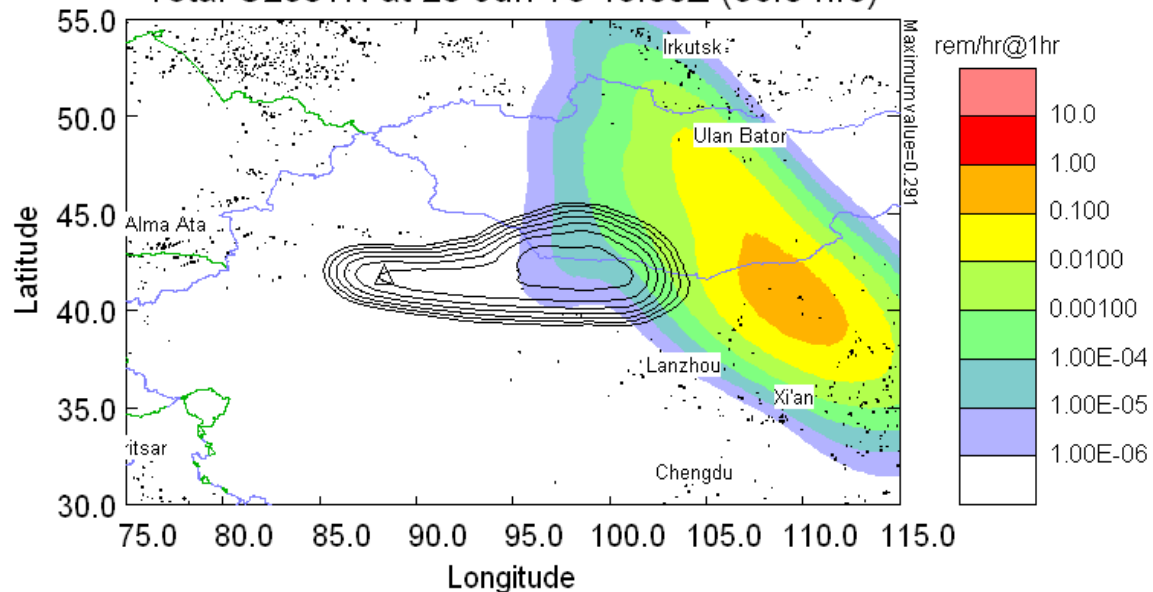 55.0
50.0
45.0
40.0
35.0
30.0
Latitude
75.0 80.0 85.0 90.0 95.0 100.0 105.0 110.0 115.0
Longitude
Irkutsk
Ulan Bator
Alma Ata
Lanzhou
Xi'an
ritsar
Chengdu
Maxumum value=0.291
rem/hr@1hr
10.0
1.00
0.100
0.0100
0.00100
1.00E-04
1.00E-05
1.00E-06